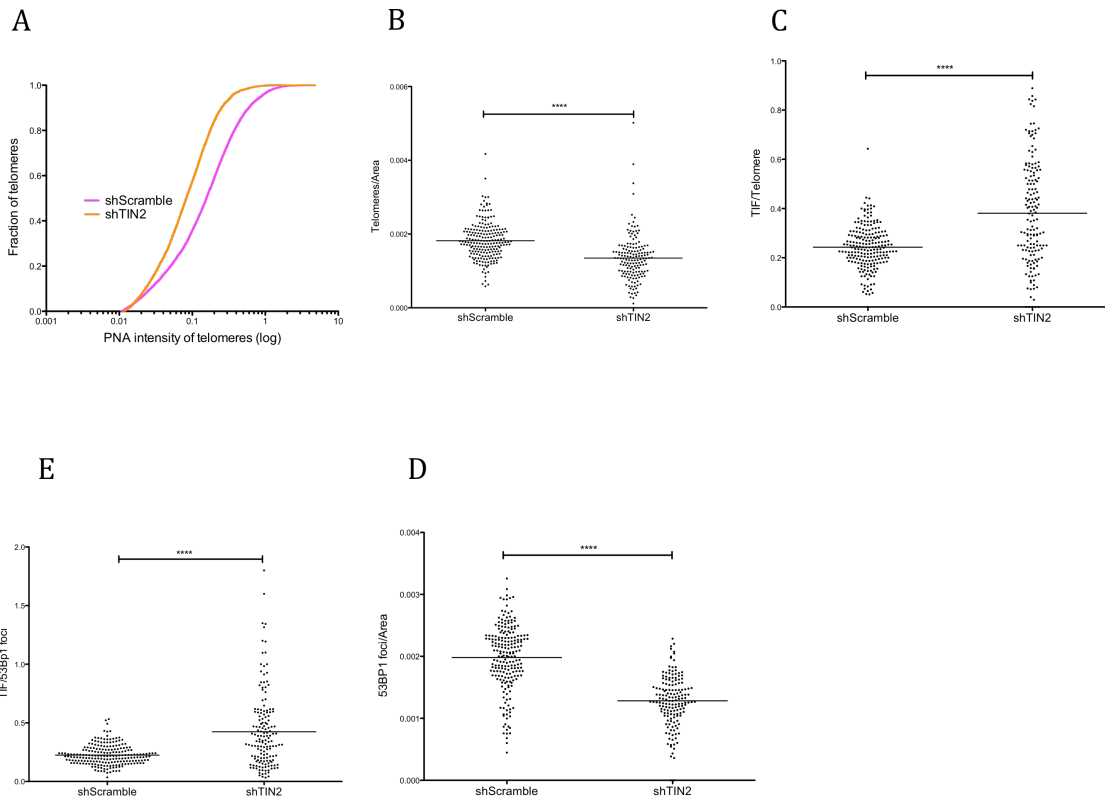 A
B
C
1.0
0.8
0.6
0.4
0.2
0.0
Fraction of telomeres
shScramble
shTIN2
0.001
0.01
0.1
1
10
PNA intensity of telomeres (log)
0.006
0.004
0.002
0.000
Telomeres/Area
****
shScramble
shTIN2
1.0
0.8
0.6
0.4
0.2
0.0
TIF/Telomere
****
shScramble
shTIN2
E
D
2.0
1.5
1.0
0.5
0.0
TIF/53Bp1 foci
****
shScramble
shTIN2
0.004
0.003
0.002
0.001
0.000
53BP1 foci/Area
****
shScramble
shTIN2